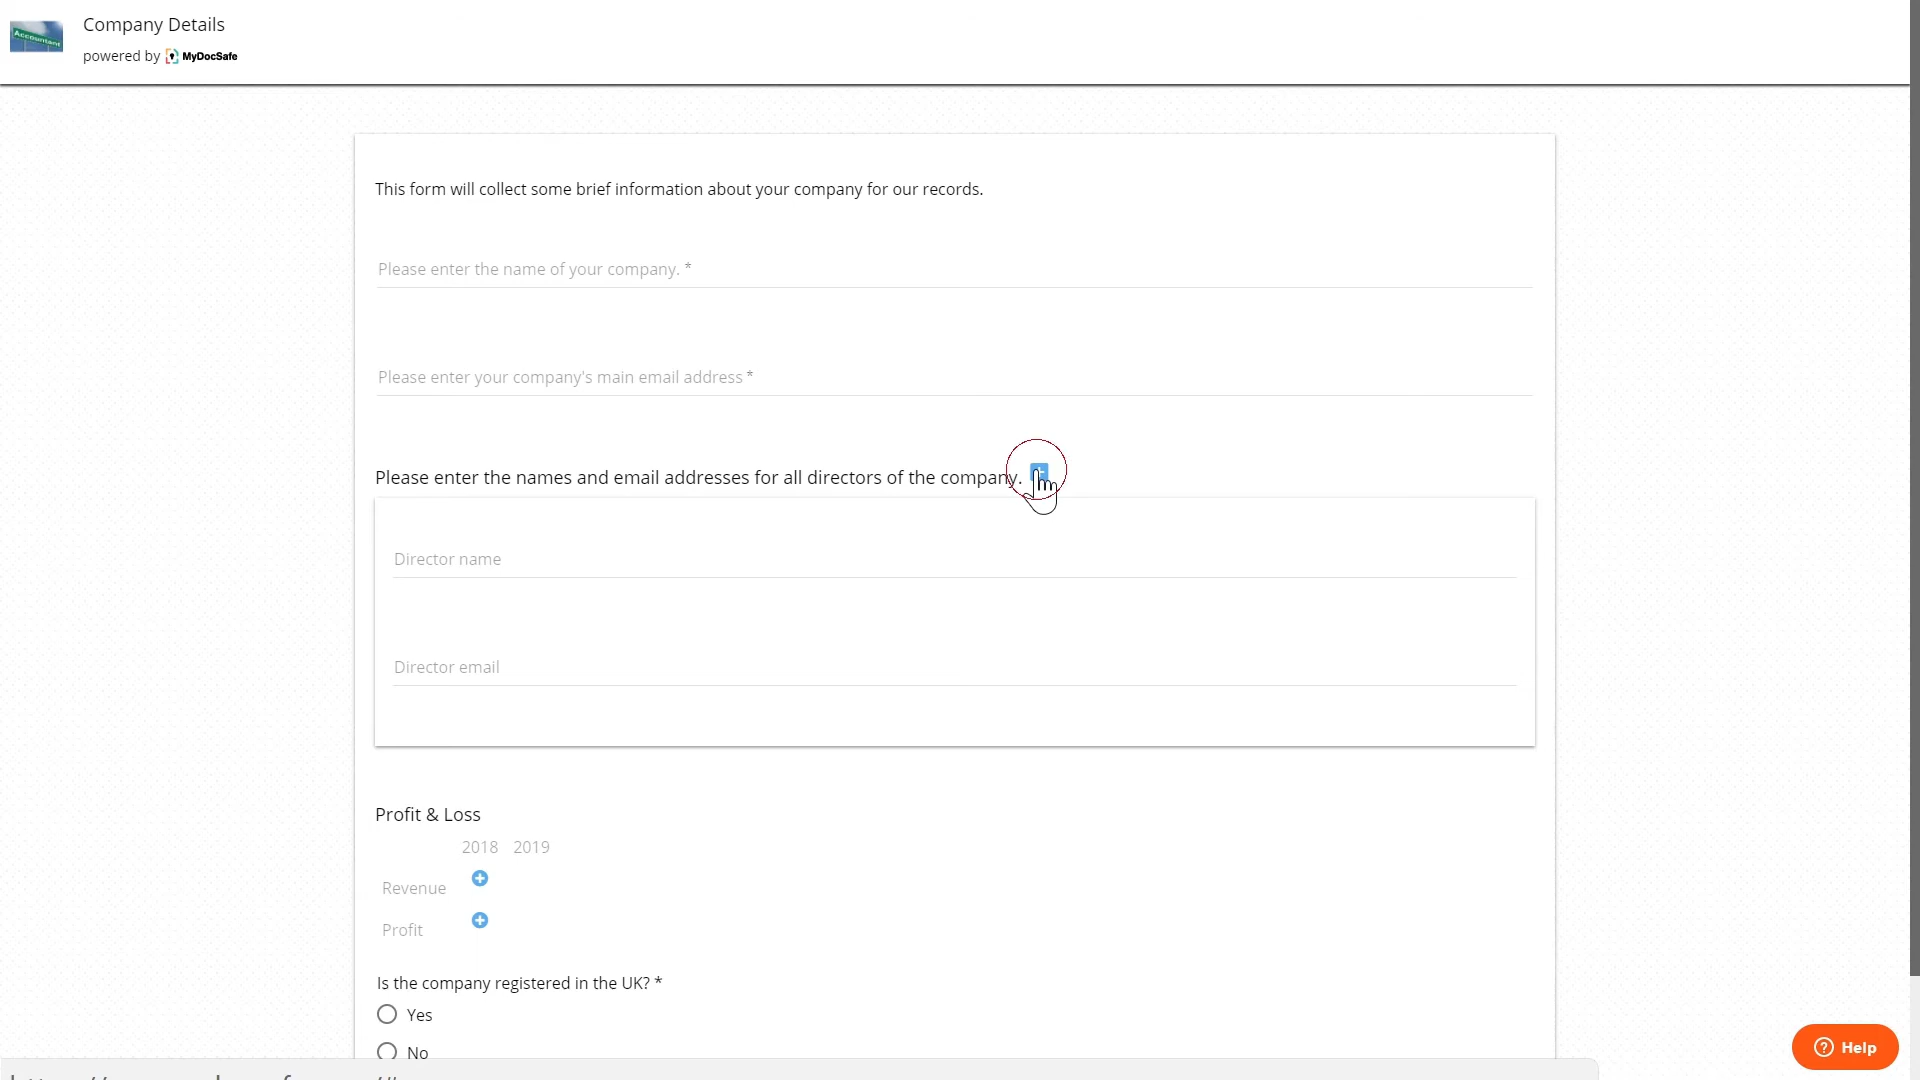 Accountant
Company Details
powered by MyDocSafe
This form will collect some brief information about your company for our records.
Please enter the name of your company. *
Please enter your company's main email address *
Please enter the names and email addresses for all directors of the company.
Director name
Director email
Profit & Loss
2018 2019
Revenue
Profit
Is the company registered in the UK? *
Yes
No
Help